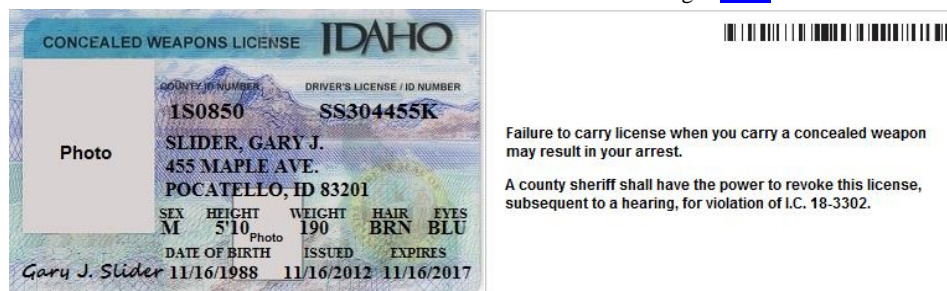 CONCEALED WEAPONS LICENSE IDAHO
COUNTY ID NUMBER DRIVER'S LICENSE / ID NUMBER
1S0850 SS304455K
Photo
SLIDER, GARY J.
455 MAPLE AVE.
POCATELLO, ID 83201
SEX HEIGHT WEIGHT HAIR EYES
M 5'10 190 BRN BLU
Photo
DATE OF BIRTH ISSUED EXPIRES
Gary J. Slider 11/16/1988 11/16/2012 11/16/2017
Failure to carry license when you carry a concealed weapon
may result in your arrest.
A county sheriff shall have the power to revoke this license,
subsequent to a hearing, for violation of I.C. 18-3302.